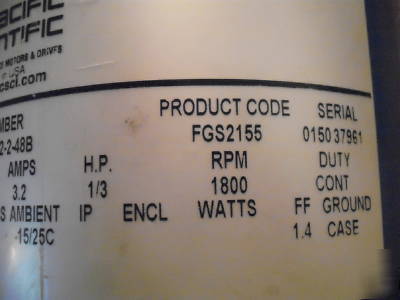 ACIFIC
NTIFIC
MOTORS & DRIVES
USA
csci.com
PRODUCT CODE SERIAL
MBER FGS2155 0150 37961
2-2-48B
AMPS H.P. RPM DUTY
3.2 1/3 1800 CONT
S AMBIENT IP ENCL WATTS FF GROUND
-15/25C 1.4 CASE